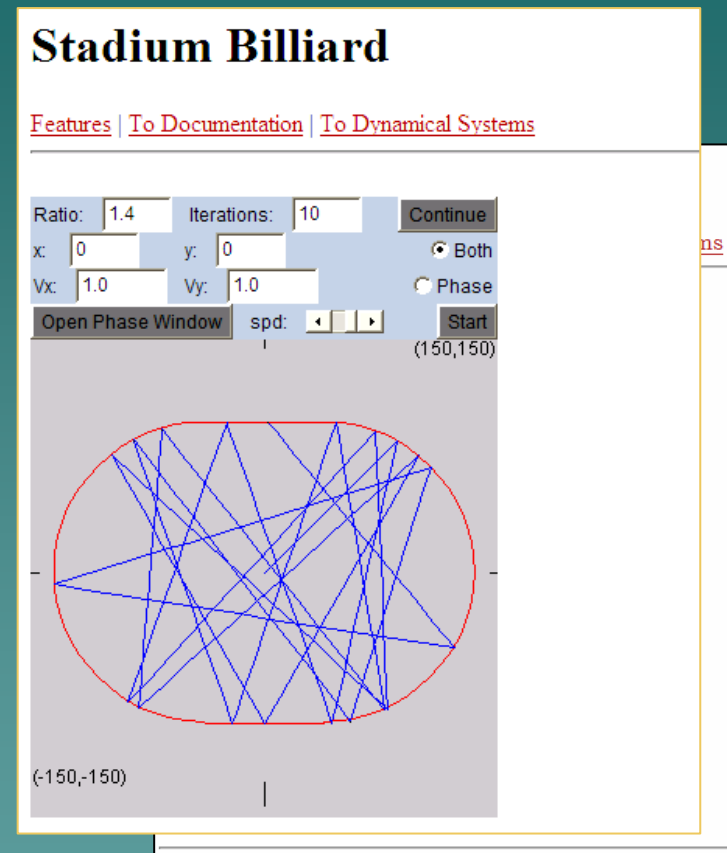 Stadium Billiard
Features | To Documentation | To Dynamical Systems
ms
Ratio: 1.4 Iterations: 10 Continue
x: 0 y: 0 Both
Vx: 1.0 Vy: 1.0 Phase
Open Phase Window spd: Start
(150,150)
(-150,-150)